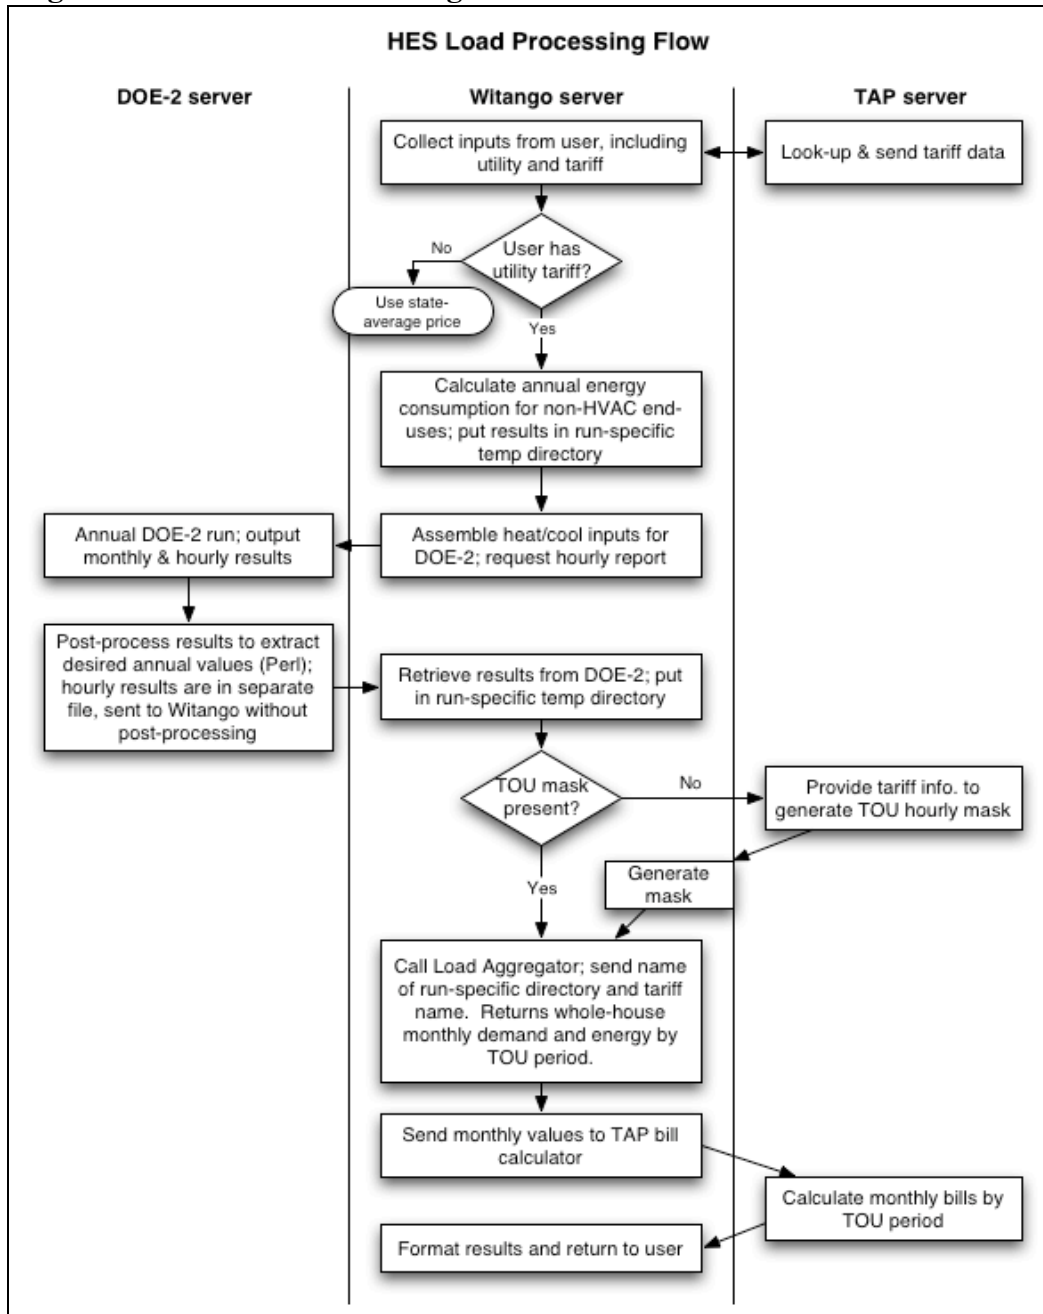 HES Load Processing Flow
DOE-2 server
Witango server
TAP server
Collect inputs from user, including
utility and tariff
Look-up & send tariff data
User has
utility tariff?
No
Use state-
average price
Yes
Calculate annual energy
consumption for non-HVAC end-
uses; put results in run-specific
temp directory
Assemble heat/cool inputs for
DOE-2; request hourly report
Annual DOE-2 run; output
monthly & hourly results
Post-process results to extract
desired annual values (Perl);
hourly results are in separate
file, sent to Witango without
post-processing
Retrieve results from DOE-2; put
in run-specific temp directory
TOU mask
present?
No
Provide tariff info. to
generate TOU hourly mask
Generate
mask
Yes
Call Load Aggregator; send name
of run-specific directory and tariff
name.  Returns whole-house
monthly demand and energy by
TOU period.
Send monthly values to TAP bill
calculator
Calculate monthly bills by
TOU period
Format results and return to user